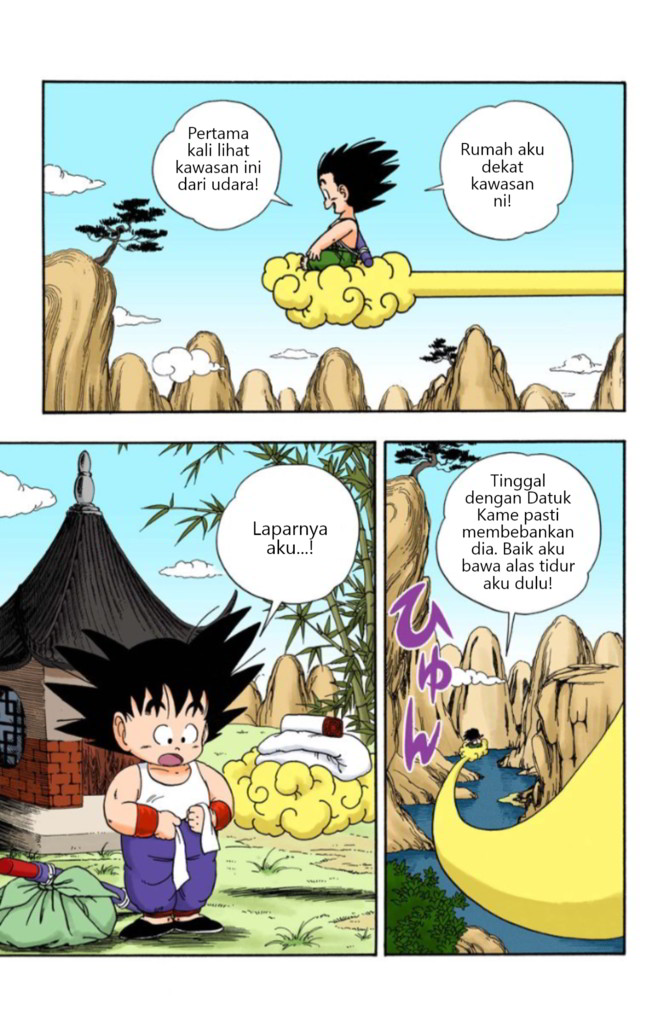 Rumah aku
dekat
kawasan
ni!
Pertama
kali lihat
kawasan ini
dari udara!
Tinggal
dengan Datuk
Kame pasti
membebankan
dia. Baik aku
bawa alas tidur
aku dulu!
ひゅん
Laparnya
aku...!